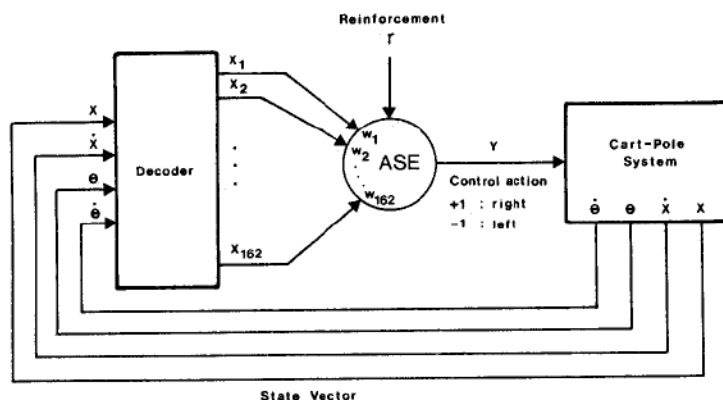 Reinforcement
r
X1
X2
X
Ẋ
θ
θ̇
Decoder
.
.
.
X162
w1
w2
.
.
.
w162
ASE
Y
Control action
+1 : right
-1 : left
Cart-Pole
System
θ̇ θ Ẋ X
State Vector